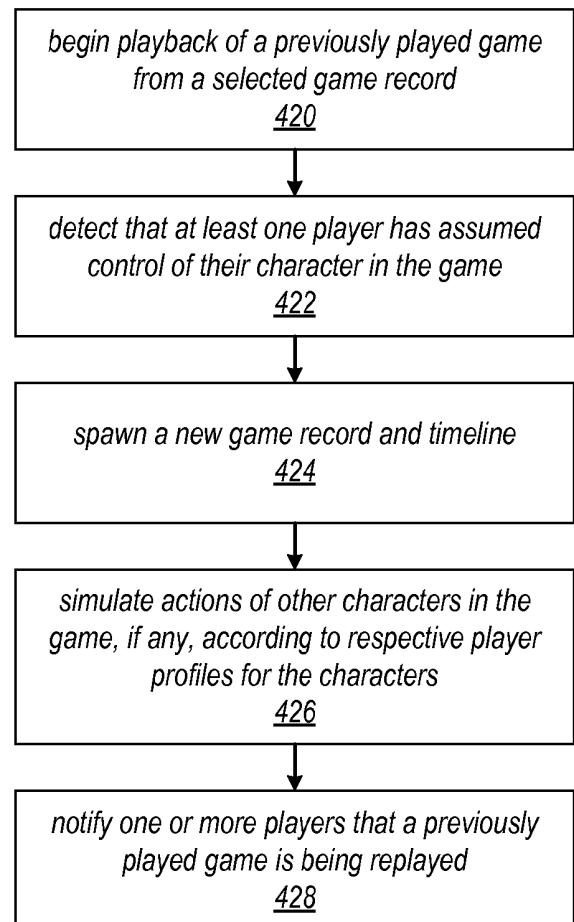 begin playback of a previously played game
from a selected game record
420
detect that at least one player has assumed
control of their character in the game
422
spawn a new game record and timeline
424
simulate actions of other characters in the
game, if any, according to respective player
profiles for the characters
426
notify one or more players that a previously
played game is being replayed
428